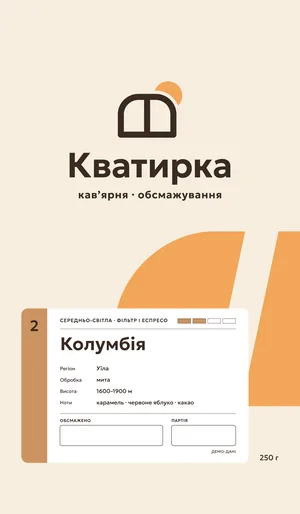 Кватирка
кав’ярня · обсмажування
2
СЕРЕДНЬО-СВІТЛА · ФІЛЬТР І ЕСПРЕСО
Колумбія
Регіон Уїла
Обробка мита
Висота 1600–1900 м
Ноти карамель · червоне яблуко · какао
ОБСМАЖЕНО ПАРТІЯ
ДЕМО-ДАНІ
250 г